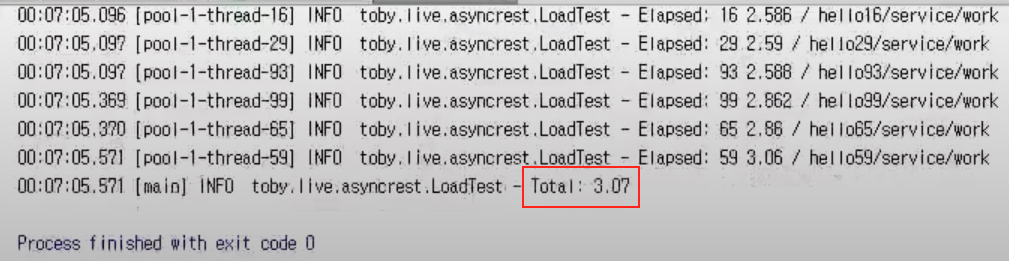 00:07:05.096 [pool-1-thread-16] INFO toby.live.asyncrest.LoadTest - Elapsed: 16 2.586 / hello16/service/work
00:07:05.097 [pool-1-thread-29] INFO toby.live.asyncrest.LoadTest - Elapsed: 29 2.59 / hello29/service/work
00:07:05.097 [pool-1-thread-93] INFO toby.live.asyncrest.LoadTest - Elapsed: 93 2.588 / hello93/service/work
00:07:05.369 [pool-1-thread-99] INFO toby.live.asyncrest.LoadTest - Elapsed: 99 2.862 / hello99/service/work
00:07:05.370 [pool-1-thread-65] INFO toby.live.asyncrest.LoadTest - Elapsed: 65 2.86 / hello65/service/work
00:07:05.571 [pool-1-thread-59] INFO toby.live.asyncrest.LoadTest - Elapsed: 59 3.06 / hello59/service/work
00:07:05.571 [main] INFO toby.live.asyncrest.LoadTest - Total: 3.07
Process finished with exit code 0